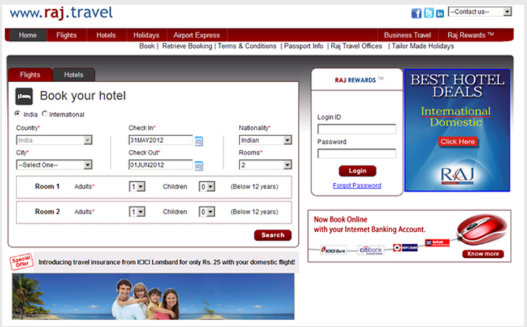 www.raj.travel
--Contact us--
Home Flights Hotels Holidays Airport Express Business Travel Raj Rewards ™
Book | Retrieve Booking | Terms & Conditions | Passport Info | Raj Travel Offices | Tailor Made Holidays
Flights Hotels
Book your hotel
India International
Country* Check In* Nationality*
India 31MAY2012 Indian
City* Check Out* Rooms*
--Select One-- 01JUN2012 2
Room 1 Adults* 1 Children 0 (Below 12 years)
Room 2 Adults* 1 Children 0 (Below 12 years)
Search
RAJ REWARDS ™
Login ID
Password
Login
Forgot Password
BEST HOTEL
DEALS
International
Domestic
Click Here
RAJ
Now Book Online
with your Internet Banking Account.
ICICI Bank citibank HDFC BANK kotak
Know more
Special
Offer
Introducing travel insurance from ICICI Lombard for only Rs. 25 with your domestic flight!